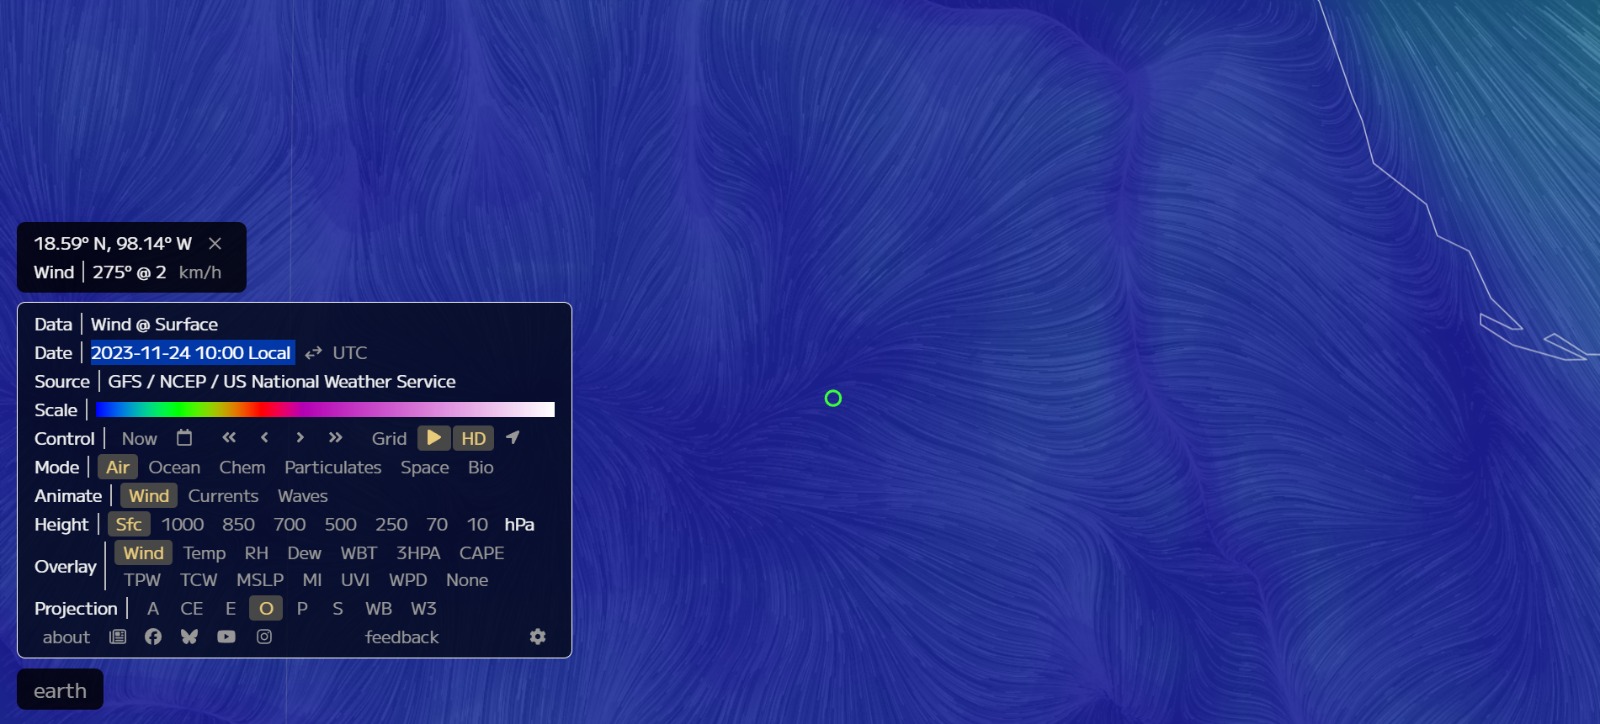 18.59° N, 98.14° W ×
Wind | 275° @ 2 km/h
Data | Wind @ Surface
Date | 2023-11-24 10:00 Local ⇄ UTC
Source | GFS / NCEP / US National Weather Service
Scale |
Control | Now « ‹ › » Grid HD
Mode | Air Ocean Chem Particulates Space Bio
Animate | Wind Currents Waves
Height | Sfc 1000 850 700 500 250 70 10 hPa
Overlay | Wind Temp RH Dew WBT 3HPA CAPE
TPW TCW MSLP MI UVI WPD None
Projection | A CE E O P S WB W3
about feedback
earth